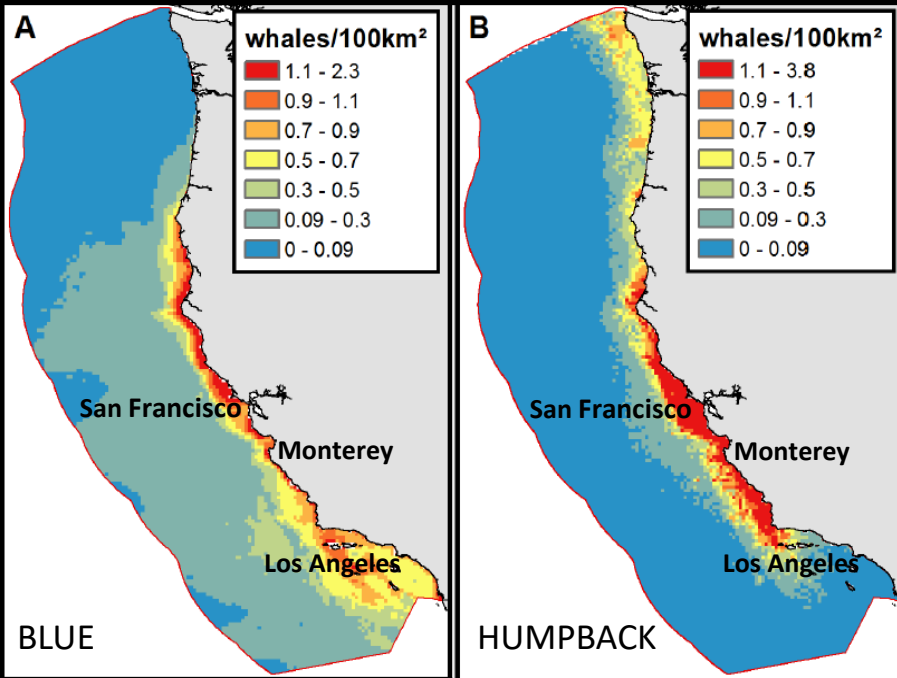 A
whales/100km²
1.1 - 2.3
0.9 - 1.1
0.7 - 0.9
0.5 - 0.7
0.3 - 0.5
0.09 - 0.3
0 - 0.09
San Francisco
Monterey
Los Angeles
BLUE
B
whales/100km²
1.1 - 3.8
0.9 - 1.1
0.7 - 0.9
0.5 - 0.7
0.3 - 0.5
0.09 - 0.3
0 - 0.09
San Francisco
Monterey
Los Angeles
HUMPBACK